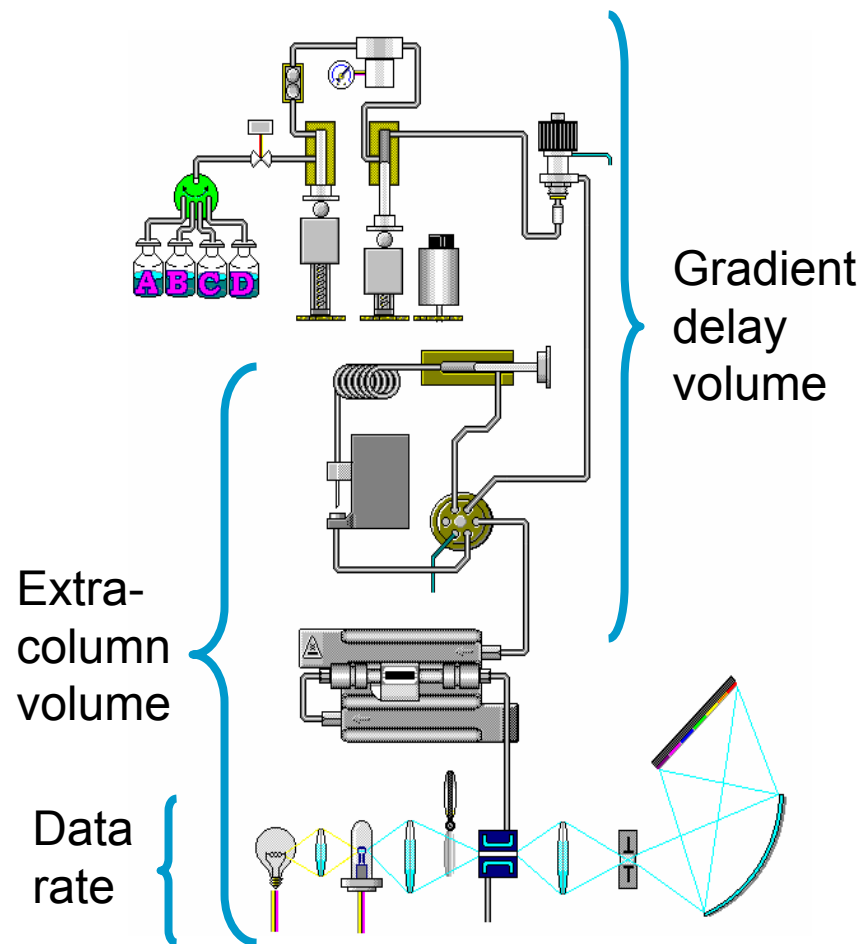 A B C D
Gradient
delay
volume
Extra-
column
volume
Data
rate